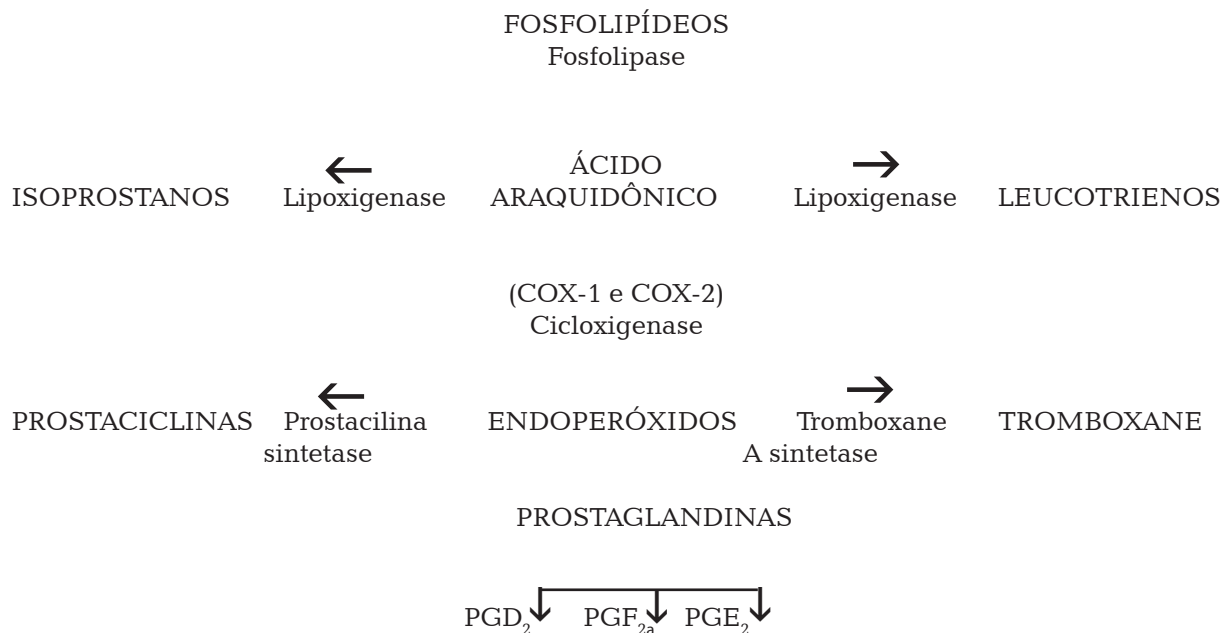 FOSFOLIPÍDEOS
Fosfolipase
ÁCIDO
ISOPROSTANOS Lipoxigenase ARAQUIDÔNICO Lipoxigenase LEUCOTRIENOS
(COX-1 e COX-2)
Cicloxigenase
PROSTACICLINAS Prostacilina ENDOPERÓXIDOS Tromboxane TROMBOXANE
sintetase A sintetase
PROSTAGLANDINAS
PGD2 PGF2a PGE2